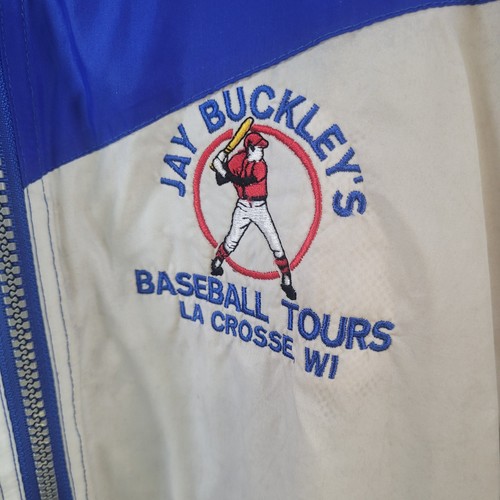 JAY BUCKLEY'S
BASEBALL TOURS
LA CROSSE WI